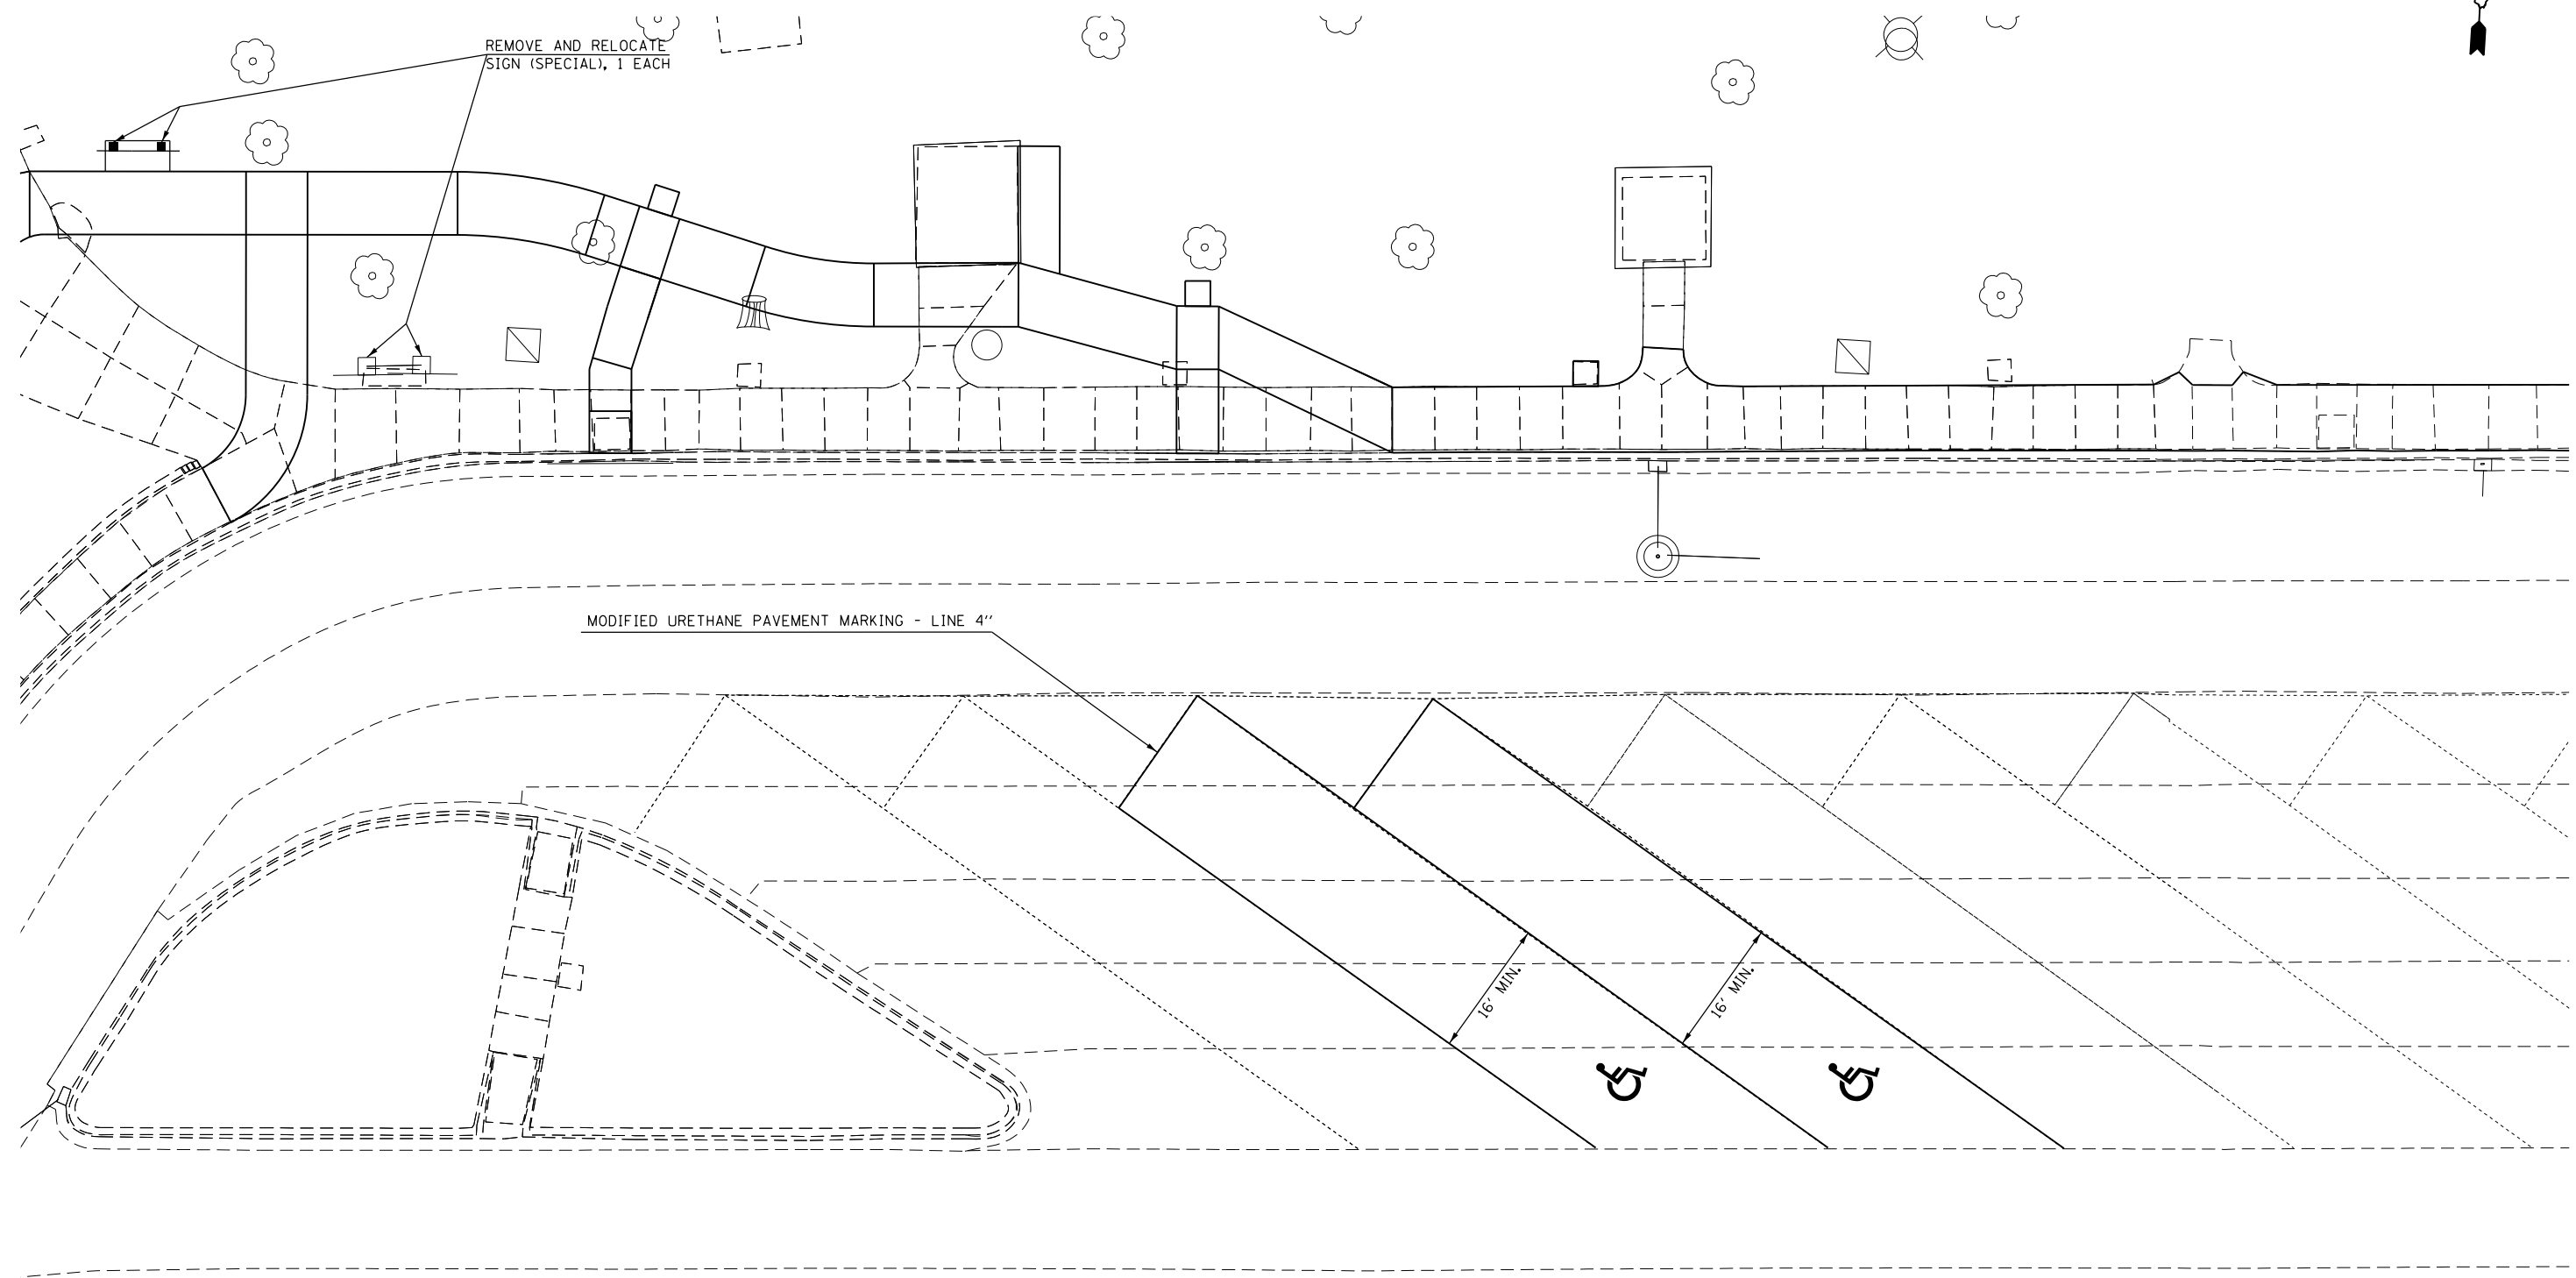 REMOVE AND RELOCATE
SIGN (SPECIAL), 1 EACH
MODIFIED URETHANE PAVEMENT MARKING - LINE 4''
16' MIN.
16' MIN.